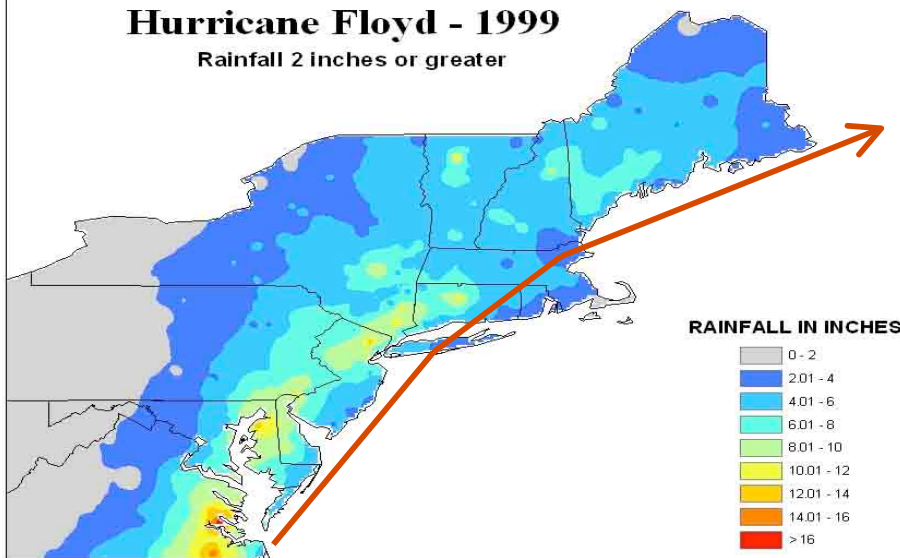 Hurricane Floyd - 1999
Rainfall 2 inches or greater
RAINFALL IN INCHES
0 - 2
2.01 - 4
4.01 - 6
6.01 - 8
8.01 - 10
10.01 - 12
12.01 - 14
14.01 - 16
> 16